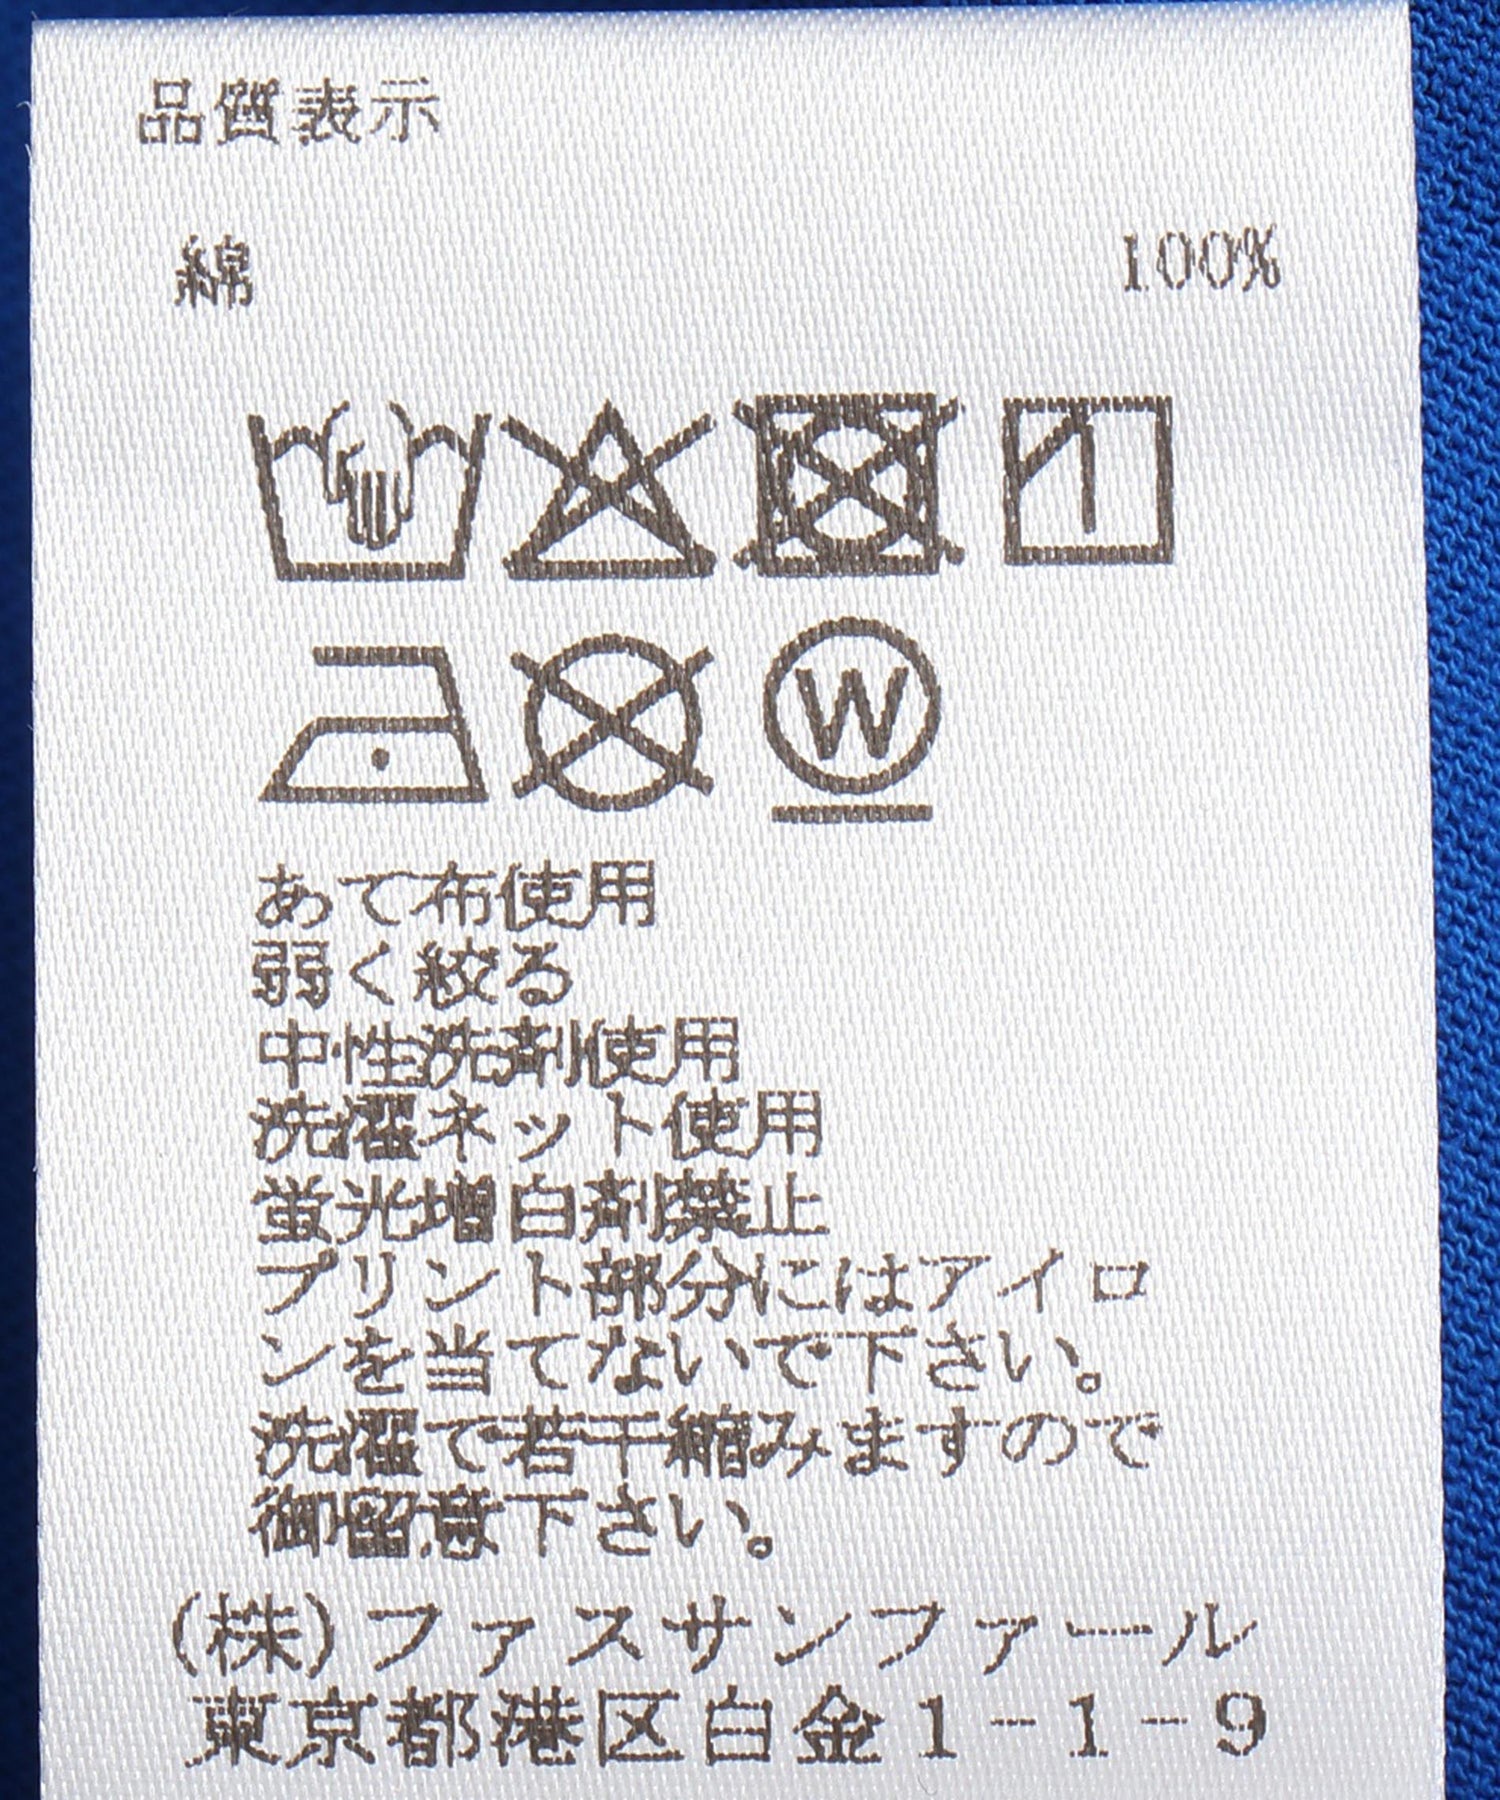 品質表示
綿 100%
W
あて布使用
弱く絞る
中性洗剤使用
洗濯ネット使用
蛍光増白剤禁止
プリント部分にはアイロ
ンを当てないで下さい。
洗濯で若干縮みますので
御留意下さい。
(株)ファスサンファール
東京都港区白金1-1-9